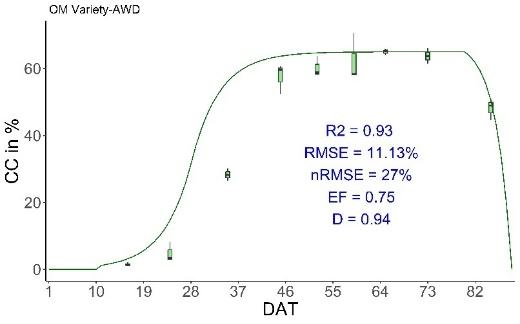 OM Variety-AWD
CC in %
60
40
20
0
R2 = 0.93
RMSE = 11.13%
nRMSE = 27%
EF = 0.75
D = 0.94
1 10 19 28 37 46 55 64 73 82
DAT